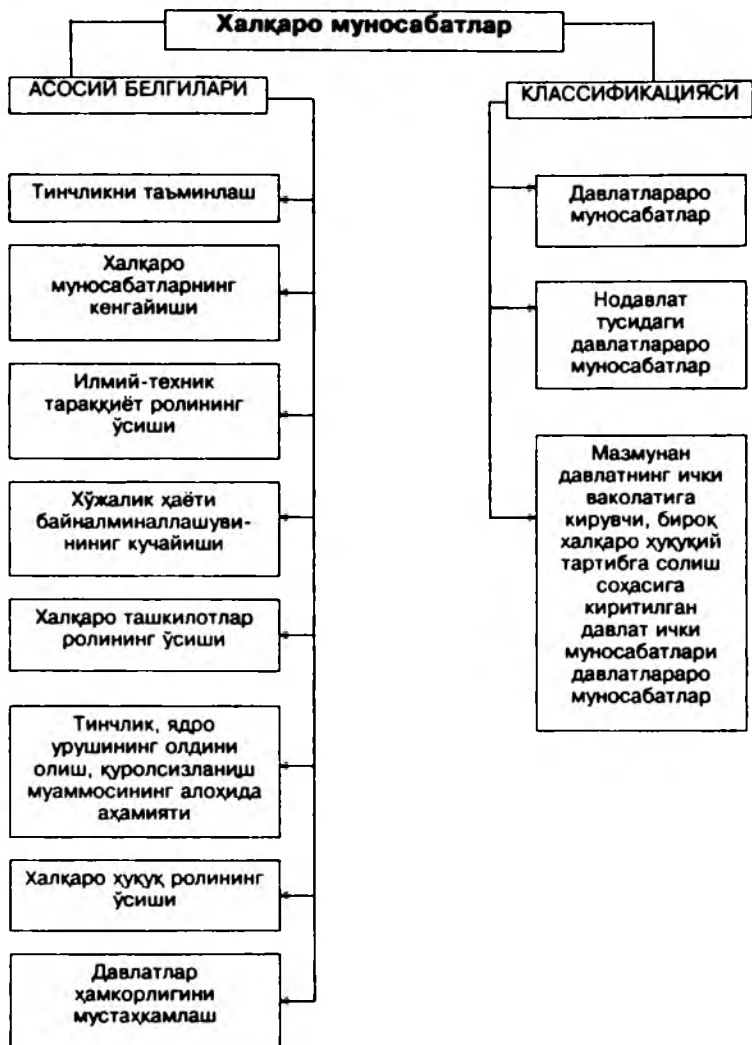 Халқаро муносабатлар
АСОСИЙ БЕЛГИЛАРИ
Тинчликни таъминлаш
Халқаро
муносабатларнинг
кенгайиши
Илмий-техник
тараққиёт ролининг
ўсиши
Хўжалик ҳаёти
байналминаллашуви-
нининг кучайиши
Халқаро ташкилотлар
ролининг ўсиши
Тинчлик, ядро
урушининг олдини
олиш, қуролсизланиш
муаммосининг алоҳида
аҳамияти
Халқаро ҳуқуқ ролининг
ўсиши
Давлатлар
ҳамкорлигини
мустаҳкамлаш
КЛАССИФИКАЦИЯСИ
Давлатлараро
муносабатлар
Нодавлат
тусидаги
давлатлараро
муносабатлар
Мазмунан
давлатнинг ички
ваколатига
кирувчи, бироқ
халқаро ҳуқуқий
тартибга солиш
соҳасига
киритилган
давлат ички
муносабатлари
давлатлараро
муносабатлар